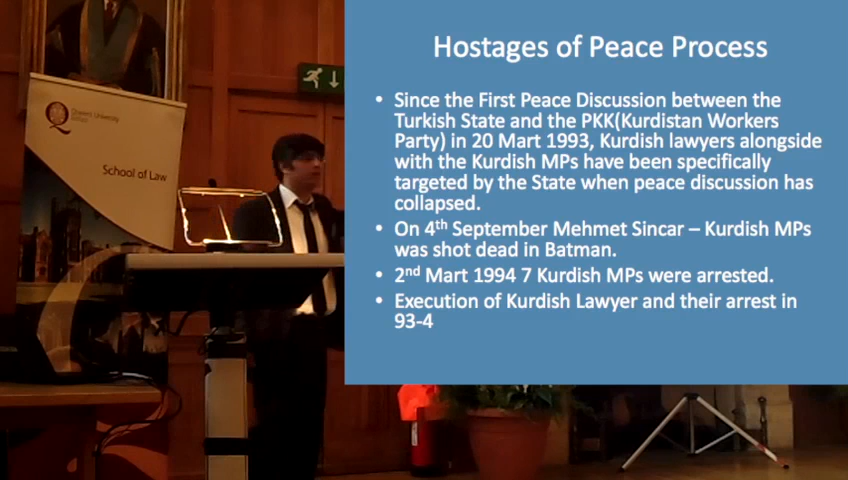 Hostages of Peace Process
• Since the First Peace Discussion between the
Turkish State and the PKK(Kurdistan Workers
Party) in 20 Mart 1993, Kurdish lawyers alongside
with the Kurdish MPs have been specifically
targeted by the State when peace discussion has
collapsed.
• On 4th September Mehmet Sincar – Kurdish MPs
was shot dead in Batman.
• 2nd Mart 1994 7 Kurdish MPs were arrested.
• Execution of Kurdish Lawyer and their arrest in
93-4
Queen's University
Belfast
School of Law